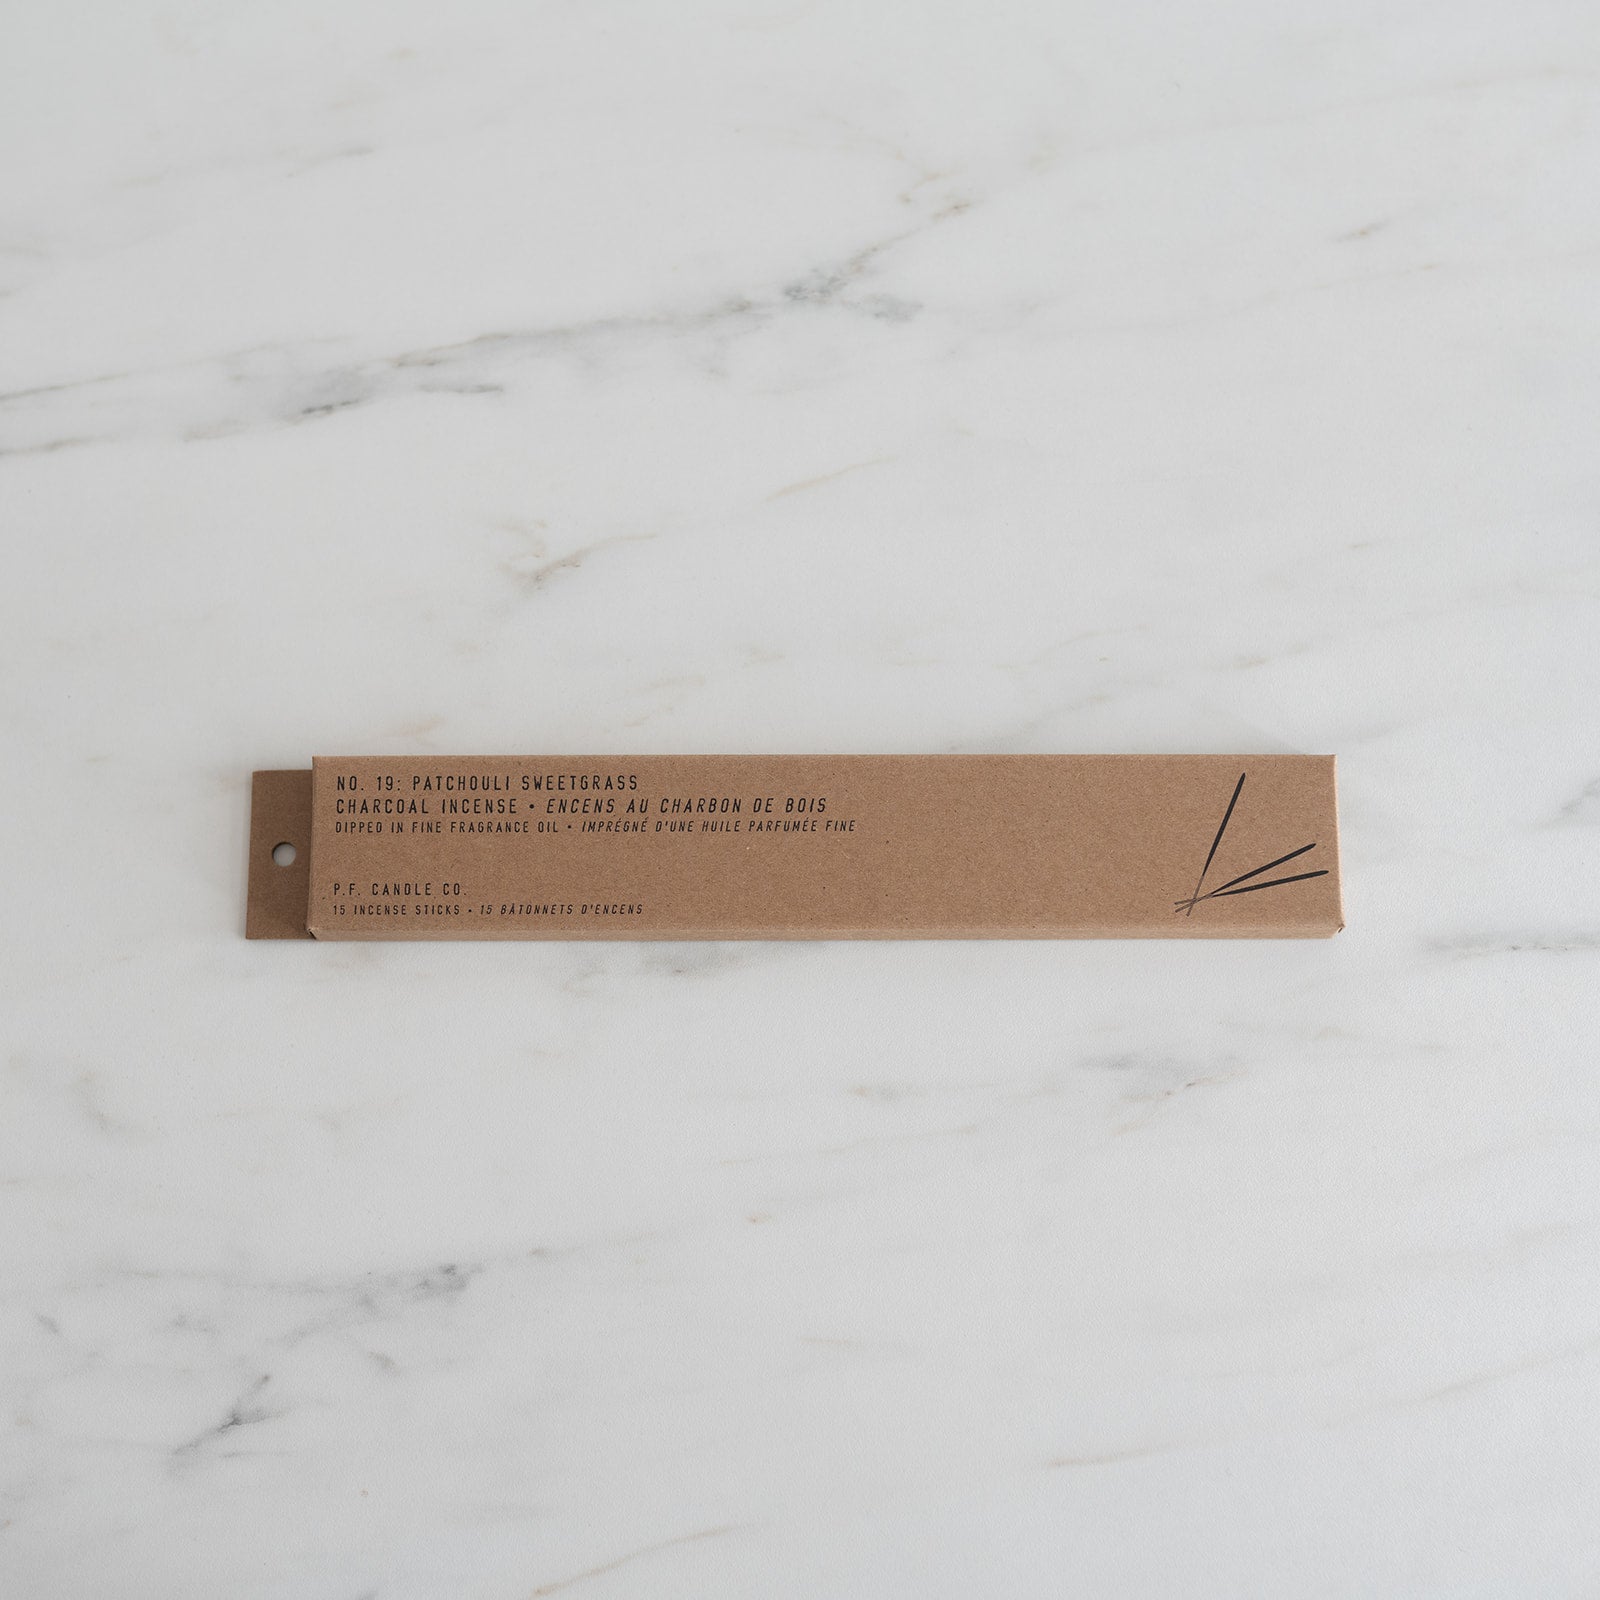 NO. 19: PATCHOULI SWEETGRASS
CHARCOAL INCENSE • ENCENS AU CHARBON DE BOIS
DIPPED IN FINE FRAGRANCE OIL • IMPRÉGNÉ D'UNE HUILE PARFUMÉE FINE
P.F. CANDLE CO.
15 INCENSE STICKS • 15 BÂTONNETS D'ENCENS